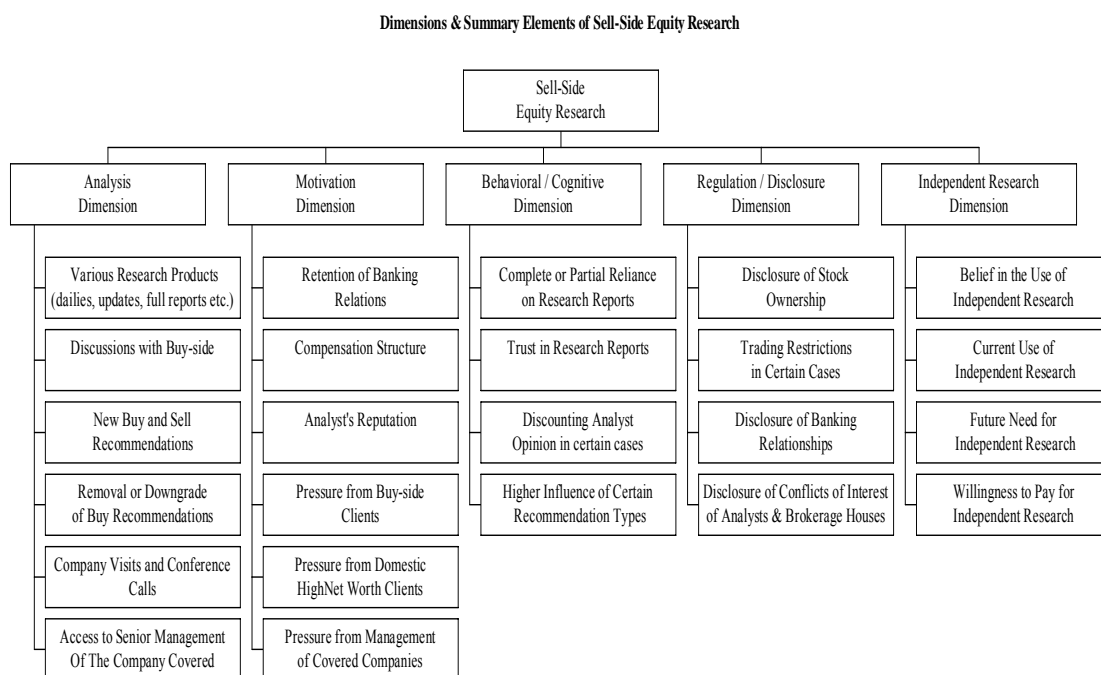 Dimensions & Summary Elements of Sell-Side Equity Research
Sell-Side
Equity Research
Analysis
Dimension
Various Research Products
(dailies, updates, full reports etc.)
Discussions with Buy-side
New Buy and Sell
Recommendations
Removal or Downgrade
of Buy Recommendations
Company Visits and Conference
Calls
Access to Senior Management
Of The Company Covered
Motivation
Dimension
Retention of Banking
Relations
Compensation Structure
Analyst's Reputation
Pressure from Buy-side
Clients
Pressure from Domestic
HighNet Worth Clients
Pressure from Management
of Covered Companies
Behavioral / Cognitive
Dimension
Complete or Partial Reliance
on Research Reports
Trust in Research Reports
Discounting Analyst
Opinion in certain cases
Higher Influence of Certain
Recommendation Types
Regulation / Disclosure
Dimension
Disclosure of Stock
Ownership
Trading Restrictions
in Certain Cases
Disclosure of Banking
Relationships
Disclosure of Conflicts of Interest
of Analysts & Brokerage Houses
Independent Research
Dimension
Belief in the Use of
Independent Research
Current Use of
Independent Research
Future Need for
Independent Research
Willingness to Pay for
Independent Research